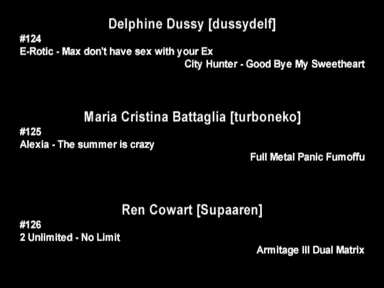 Delphine Dussy [dussydelf]
#124
E-Rotic - Max don't have sex with your Ex
City Hunter - Good Bye My Sweetheart
Maria Cristina Battaglia [turboneko]
#125
Alexia - The summer is crazy
Full Metal Panic Fumoffu
Ren Cowart [Supaaren]
#126
2 Unlimited - No Limit
Armitage III Dual Matrix